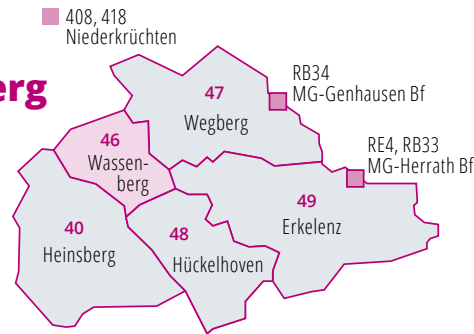 408, 418
Niederkrüchten
erg
RB34
MG-Genhausen Bf
47
Wegberg
RE4, RB33
MG-Herrath Bf
46
Wassen-
berg
49
Erkelenz
40
Heinsberg
48
Hückelhoven